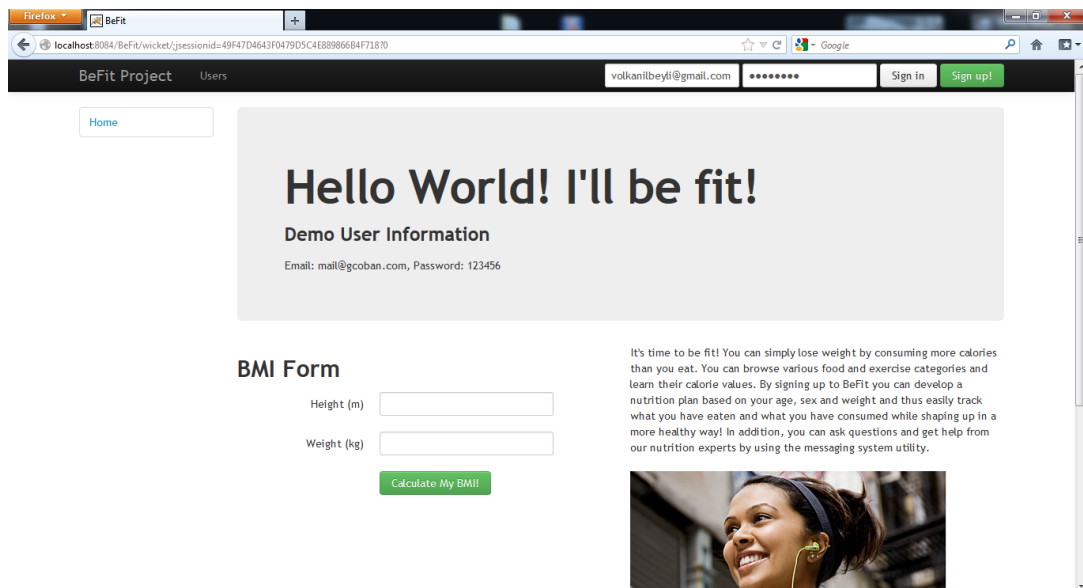 Firefox
BeFit
localhost:8084/BeFit/wicket/;jsessionid=49F47D4643F0479D5C4E889866B4F718?0
Google
BeFit Project
Users
volkanilbeyli@gmail.com
••••••••
Sign in
Sign up!
Home
Hello World! I'll be fit!
Demo User Information
Email: mail@gcoban.com, Password: 123456
BMI Form
Height (m)
Weight (kg)
Calculate My BMI!
It's time to be fit! You can simply lose weight by consuming more calories
than you eat. You can browse various food and exercise categories and
learn their calorie values. By signing up to BeFit you can develop a
nutrition plan based on your age, sex and weight and thus easily track
what you have eaten and what you have consumed while shaping up in a
more healthy way! In addition, you can ask questions and get help from
our nutrition experts by using the messaging system utility.